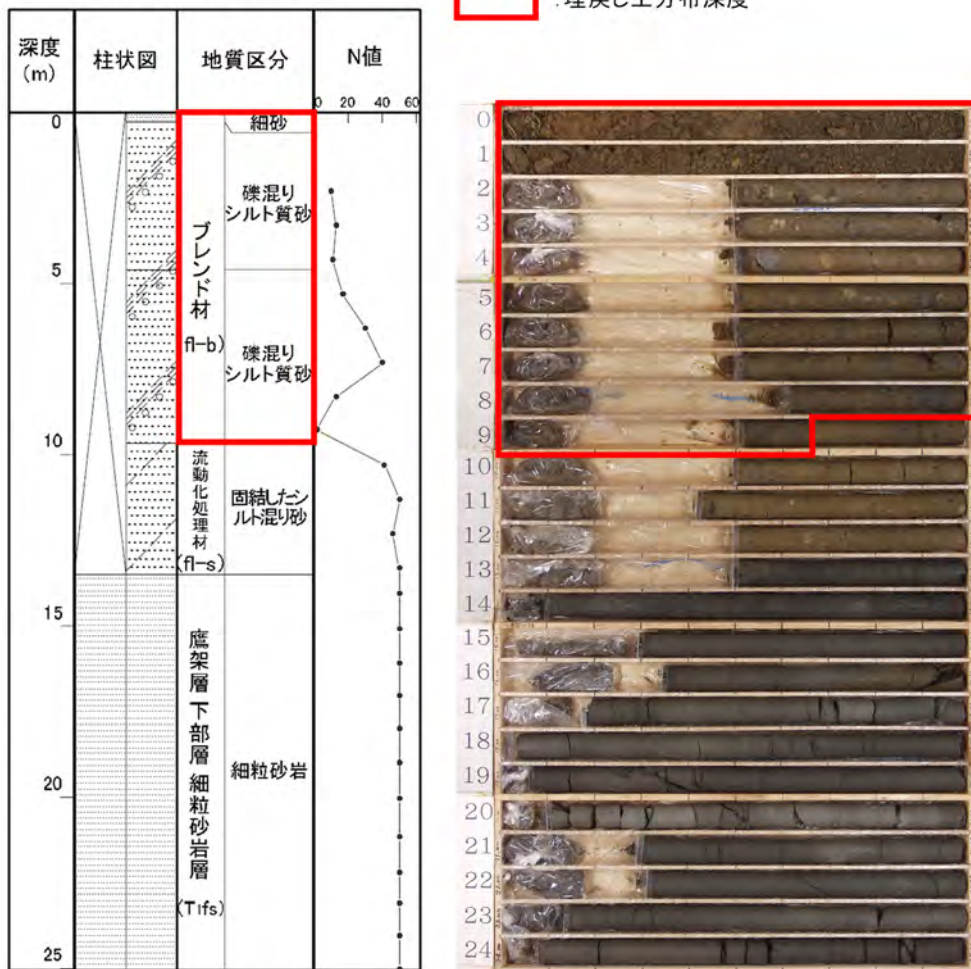 :埋戻し土分布深度
深度
(m)
柱状図
地質区分
N値
0 20 40 60
0
5
10
15
20
25
ブレンド材
(fl-b)
流動化処理材
(fl-s)
鷹架層 下部層 細粒砂岩層
(T1fs)
細砂
礫混り
シルト質砂
礫混り
シルト質砂
固結したシ
ルト混り砂
細粒砂岩
0
1
2
3
4
5
6
7
8
9
10
11
12
13
14
15
16
17
18
19
20
21
22
23
24